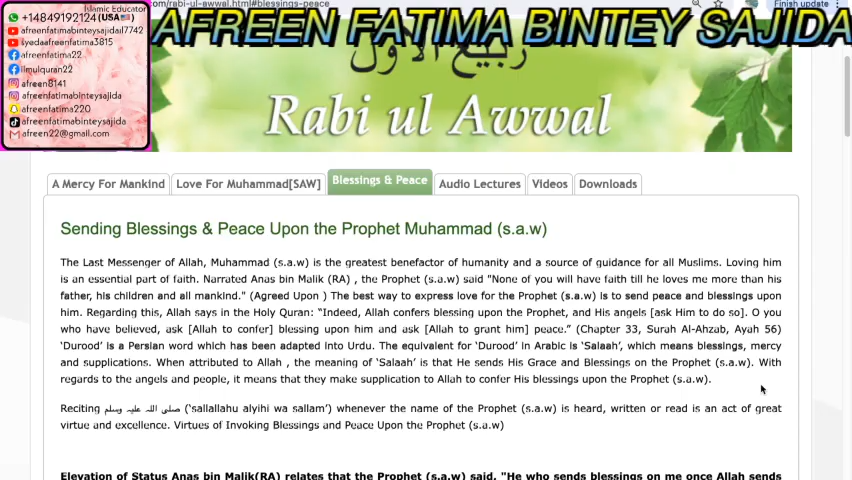 om/rabi-ul-awwal.html#blessings-peace
Finish update
Islamic Educator
+14849192124 (USA)
afreenfatimabinteysajidali7742
syedaafreenfatima3815
afreenfatima22
ilmulquran22
afreen8141
afreenfatimabinteysajida
afreenfatima220
afreenfatimabinteysajida
afreen22@gmail.com
AFREEN FATIMA BINTEY SAJIDA
ربيع الأول
Rabi ul Awwal
A Mercy For Mankind
Love For Muhammad[SAW]
Blessings & Peace
Audio Lectures
Videos
Downloads
Sending Blessings & Peace Upon the Prophet Muhammad (s.a.w)
The Last Messenger of Allah, Muhammad (s.a.w) is the greatest benefactor of humanity and a source of guidance for all Muslims. Loving him
is an essential part of faith. Narrated Anas bin Malik (RA) , the Prophet (s.a.w) said "None of you will have faith till he loves me more than his
father, his children and all mankind." (Agreed Upon ) The best way to express love for the Prophet (s.a.w) is to send peace and blessings upon
him. Regarding this, Allah says in the Holy Quran: “Indeed, Allah confers blessing upon the Prophet, and His angels [ask Him to do so]. O you
who have believed, ask [Allah to confer] blessing upon him and ask [Allah to grant him] peace.” (Chapter 33, Surah Al-Ahzab, Ayah 56)
‘Durood’ is a Persian word which has been adapted into Urdu. The equivalent for ‘Durood’ in Arabic is ‘Salaah’, which means blessings, mercy
and supplications. When attributed to Allah , the meaning of ‘Salaah’ is that He sends His Grace and Blessings on the Prophet (s.a.w). With
regards to the angels and people, it means that they make supplication to Allah to confer His blessings upon the Prophet (s.a.w).
Reciting صلى الله عليه وسلم (‘sallallahu alyihi wa sallam’) whenever the name of the Prophet (s.a.w) is heard, written or read is an act of great
virtue and excellence. Virtues of Invoking Blessings and Peace Upon the Prophet (s.a.w)
Elevation of Status Anas bin Malik(RA) relates that the Prophet (s.a.w) said, "He who sends blessings on me once Allah sends